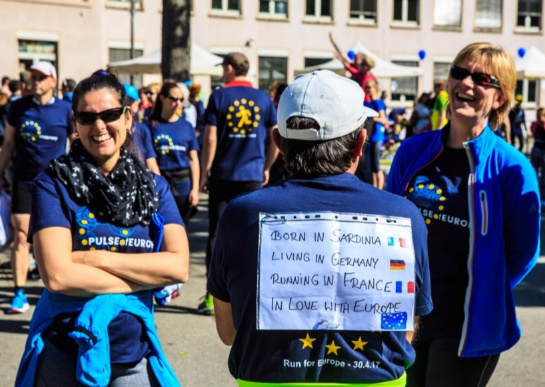 PULSE of EUROPE
BORN IN SARDINIA
LIVING IN GERMANY
RUNNING IN FRANCE
IN LOVE WITH EUROPE
Run for Europe - 30.4.17
PULSE of EUROPE